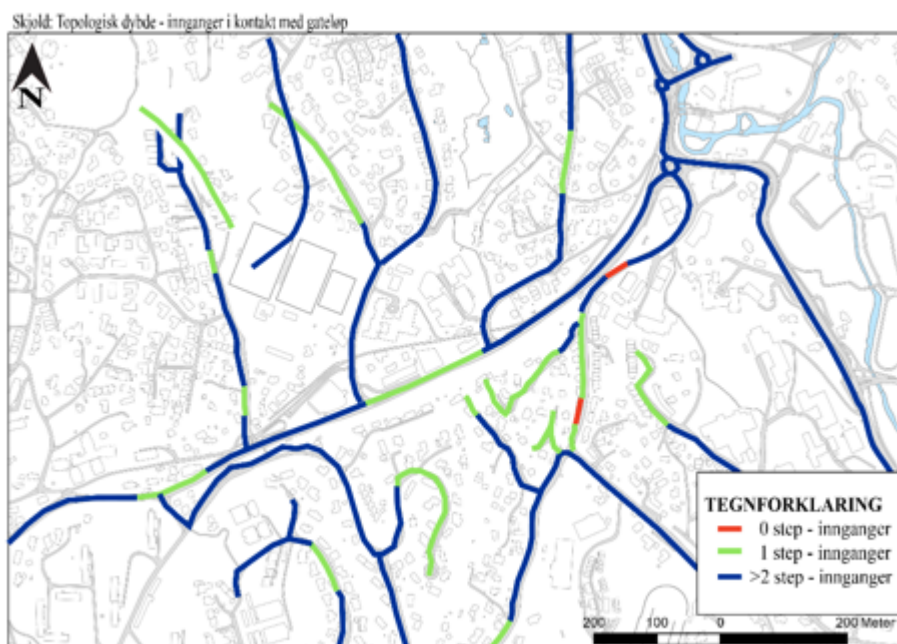 Skjold: Topologisk dybde - innganger i kontakt med gateløp
N
TEGNFORKLARING
0 step - innganger
1 step - innganger
>2 step - innganger
200 100 0 200 Meter